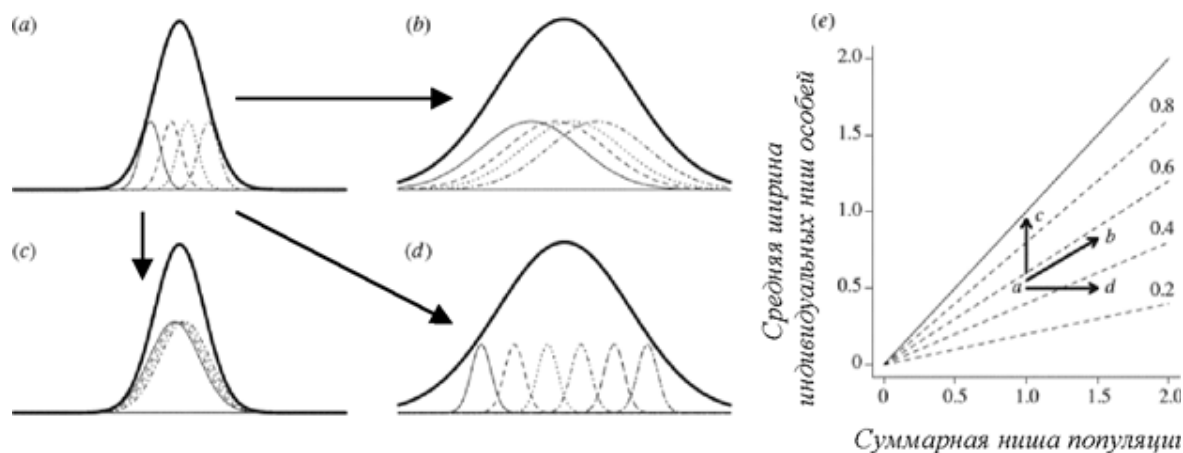 (a)
(b)
(c)
(d)
(e)
Средняя ширина
индивидуальных ниш особей
2.0
1.5
1.0
0.5
0
0.8
0.6
0.4
0.2
c
b
a
d
0 0.5 1.0 1.5 2.0
Суммарная ниша популяции